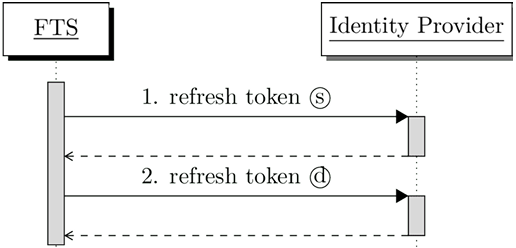 FTS
Identity Provider
1. refresh token ⓢ
2. refresh token ⓓ